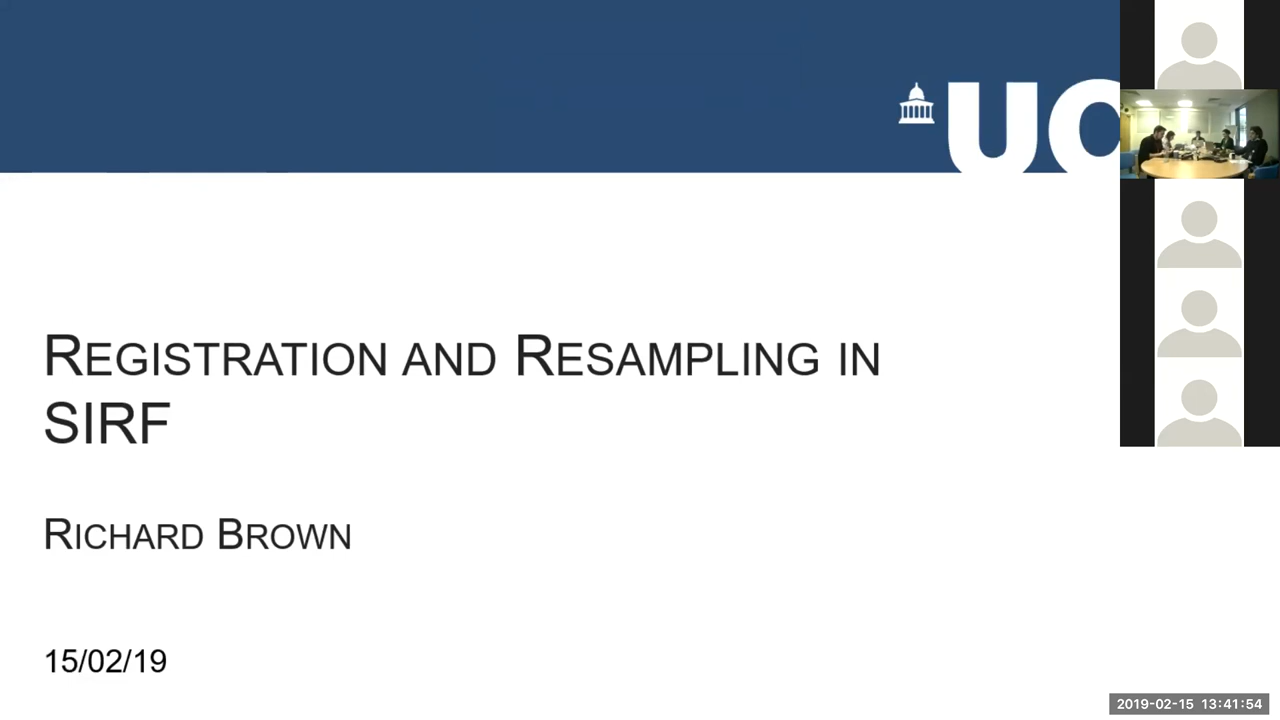 UC
REGISTRATION AND RESAMPLING IN
SIRF
RICHARD BROWN
15/02/19
2019-02-15 13:41:54